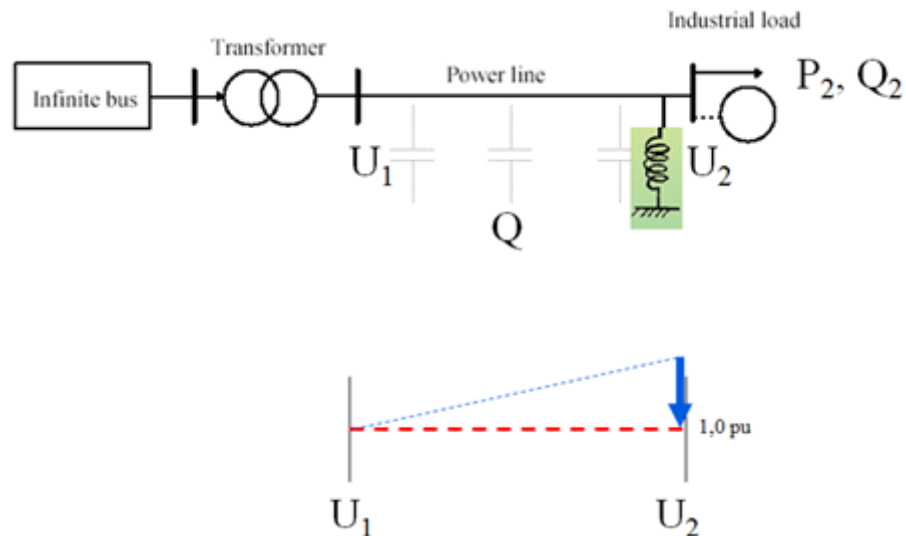 Industrial load
Transformer
Power line
P2, Q2
Infinite bus
U1
U2
Q
1,0 pu
U1
U2